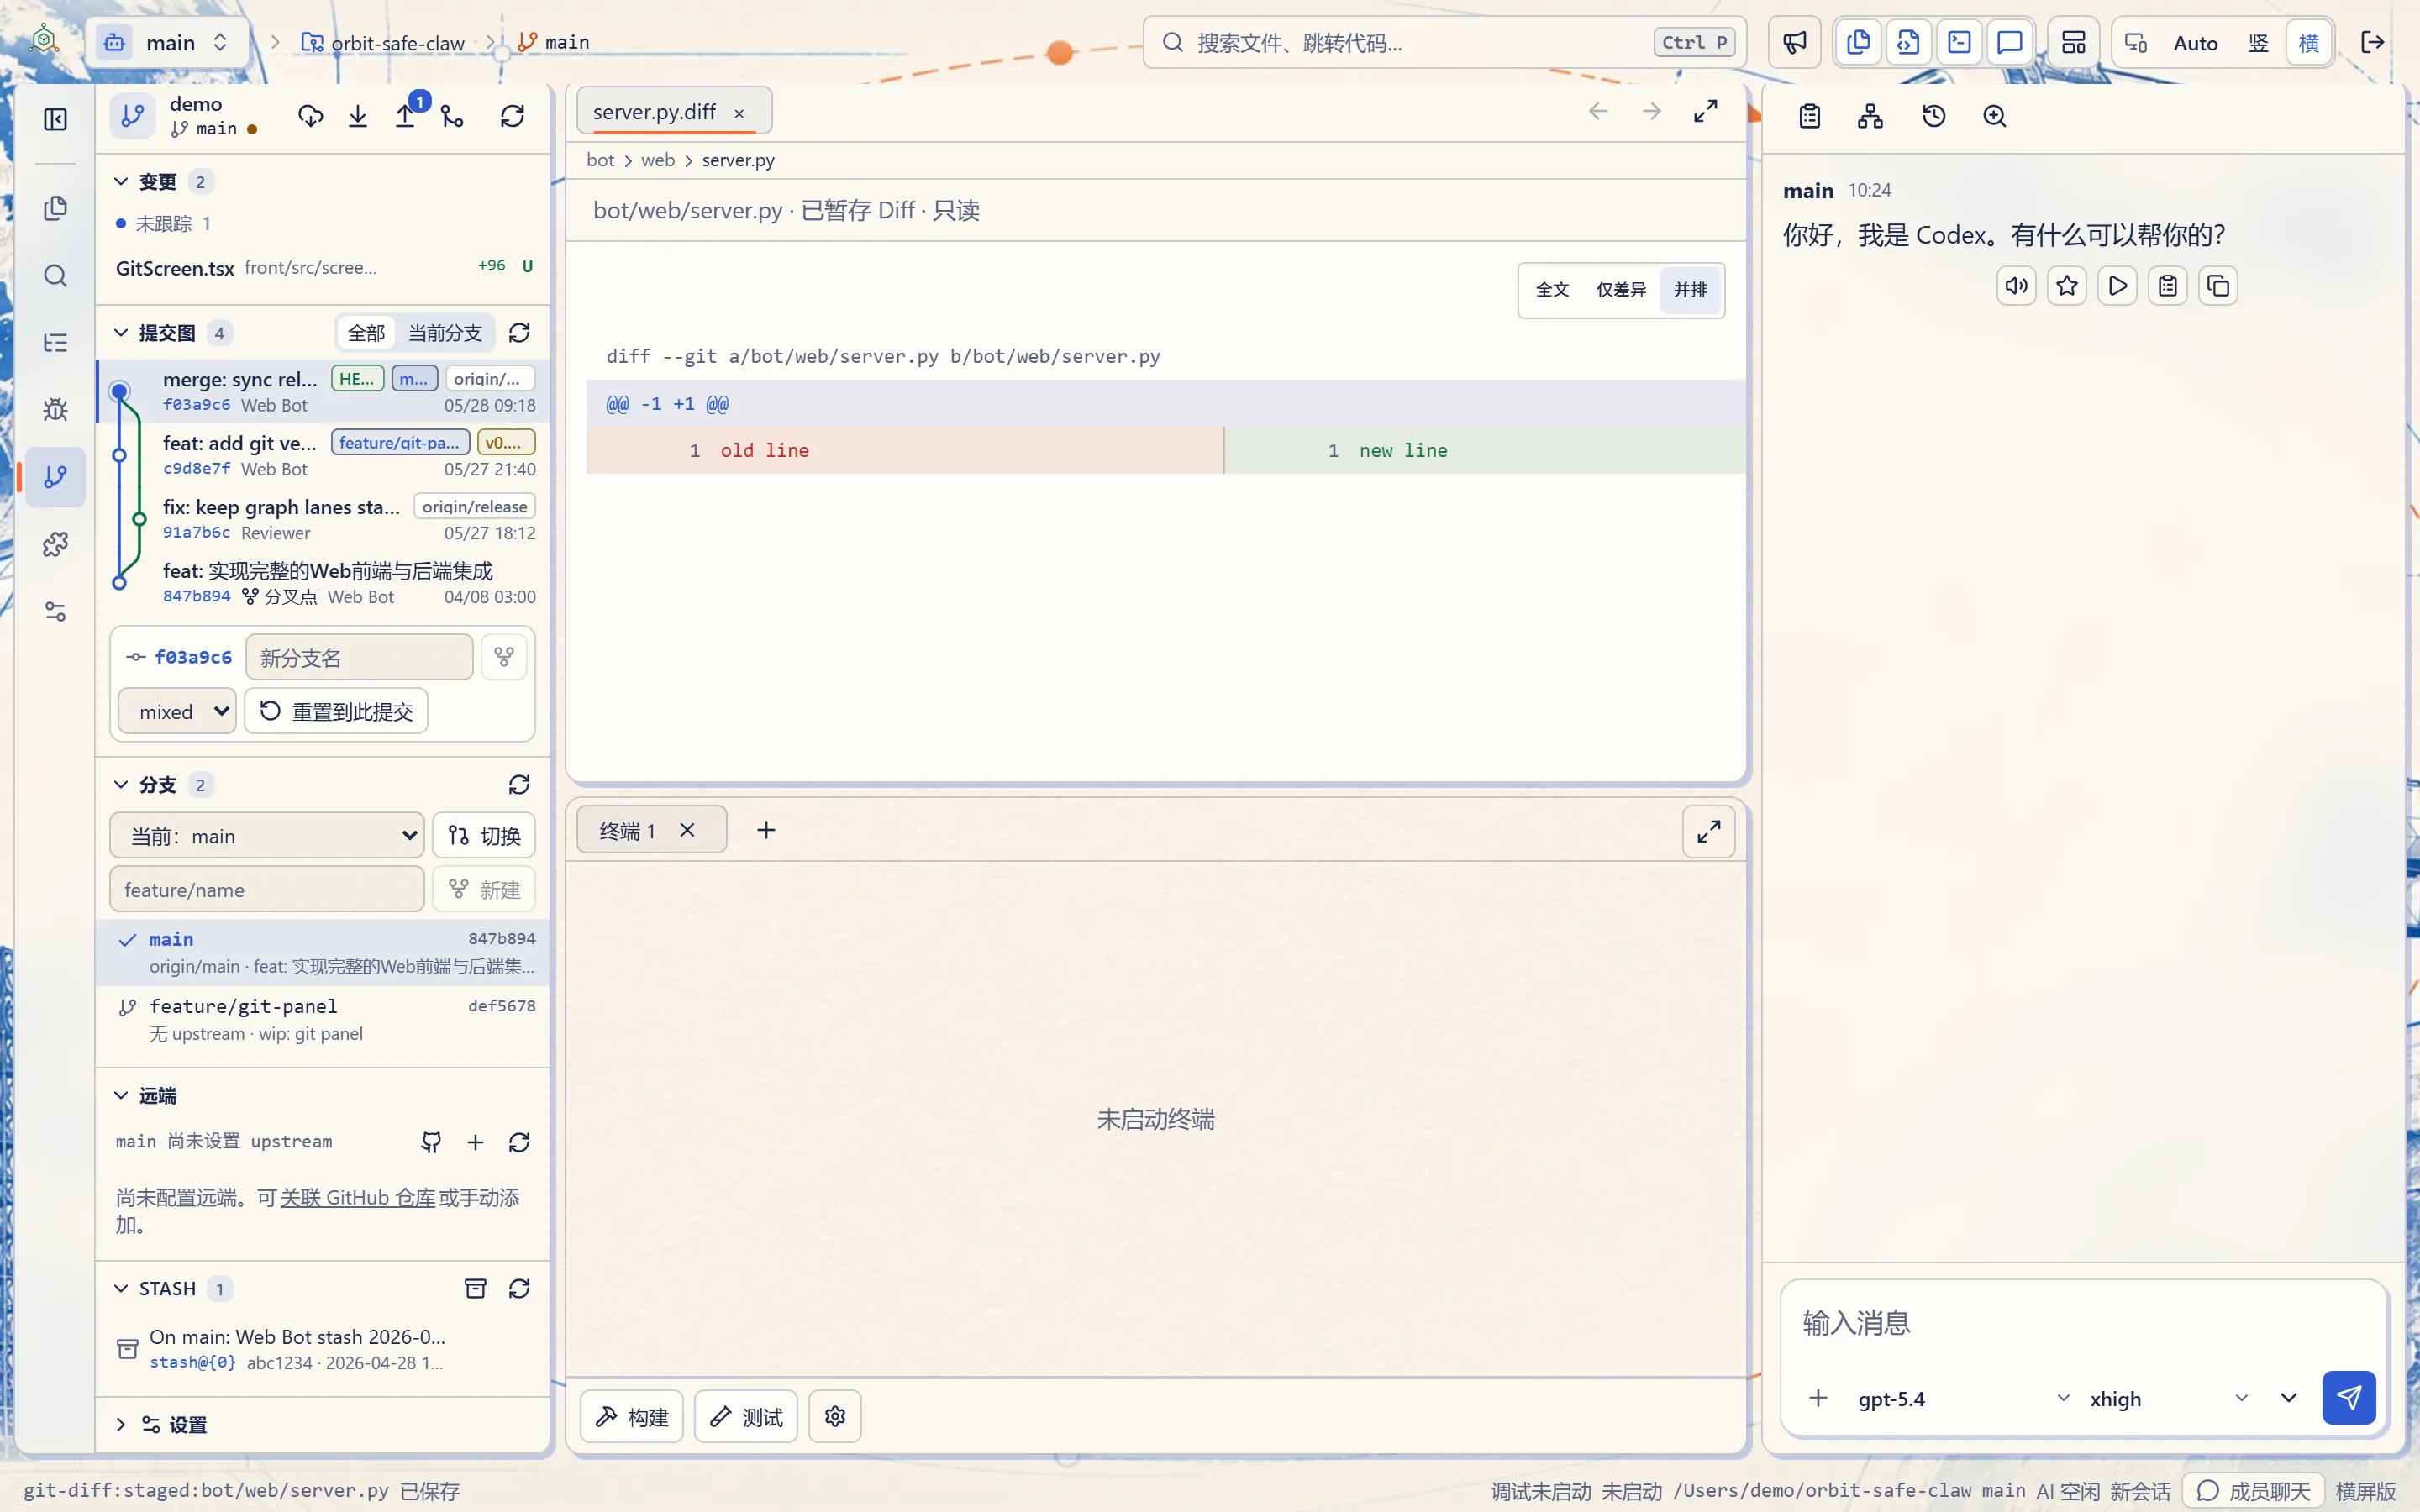 main
orbit-safe-claw
main
搜索文件、跳转代码...
Ctrl P
Auto 竖 横
demo
main
1
变更 2
未跟踪 1
GitScreen.tsx front/src/scree... +96 U
提交图 4 全部 当前分支
merge: sync rel... HE... m... origin/...
f03a9c6 Web Bot 05/28 09:18
feat: add git ve... feature/git-pa... v0....
c9d8e7f Web Bot 05/27 21:40
fix: keep graph lanes sta... origin/release
91a7b6c Reviewer 05/27 18:12
feat: 实现完整的Web前端与后端集成
847b894 分叉点 Web Bot 04/08 03:00
f03a9c6 新分支名
mixed 重置到此提交
分支 2
当前：main 切换
feature/name 新建
main 847b894
origin/main · feat: 实现完整的Web前端与后端集...
feature/git-panel def5678
无 upstream · wip: git panel
远端
main 尚未设置 upstream
尚未配置远端。可 关联 GitHub 仓库 或手动添
加。
STASH 1
On main: Web Bot stash 2026-0...
stash@{0} abc1234 · 2026-04-28 1...
设置
server.py.diff ×
bot > web > server.py
bot/web/server.py · 已暂存 Diff · 只读
全文 仅差异 并排
diff --git a/bot/web/server.py b/bot/web/server.py
@@ -1 +1 @@
1 old line 1 new line
终端 1
未启动终端
构建 测试
main 10:24
你好，我是 Codex。有什么可以帮你的？
输入消息
gpt-5.4 xhigh
git-diff:staged:bot/web/server.py 已保存
调试未启动 未启动 /Users/demo/orbit-safe-claw main AI 空闲 新会话 成员聊天 横屏版